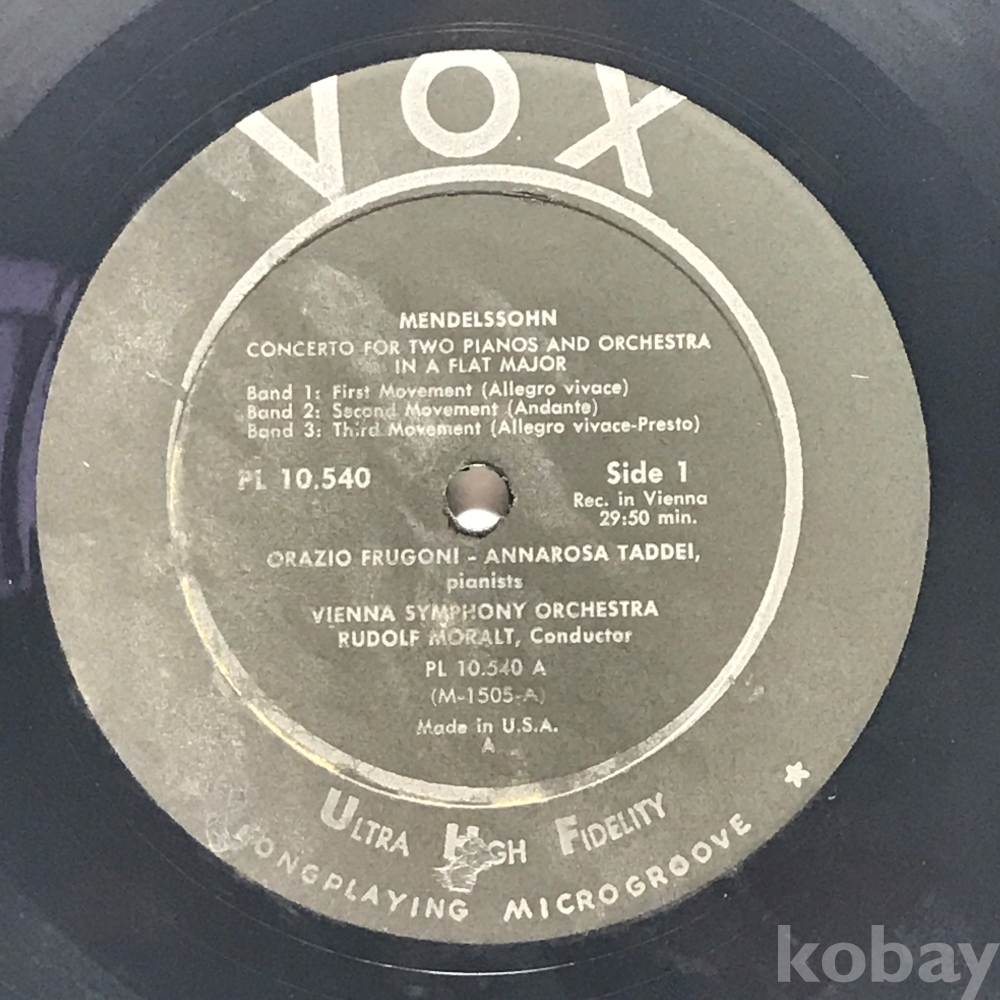 VOX
MENDELSSOHN
CONCERTO FOR TWO PIANOS AND ORCHESTRA
IN A FLAT MAJOR
Band 1: First Movement (Allegro vivace)
Band 2: Second Movement (Andante)
Band 3: Third Movement (Allegro vivace-Presto)
PL 10.540
Side 1
Rec. in Vienna
29:50 min.
ORAZIO FRUGONI - ANNAROSA TADDEI,
pianists
VIENNA SYMPHONY ORCHESTRA
RUDOLF MORALT, Conductor
PL 10.540 A
(M-1505-A)
Made in U.S.A.
A
ULTRA HIGH FIDELITY
LONGPLAYING MICROGROOVE
kobay